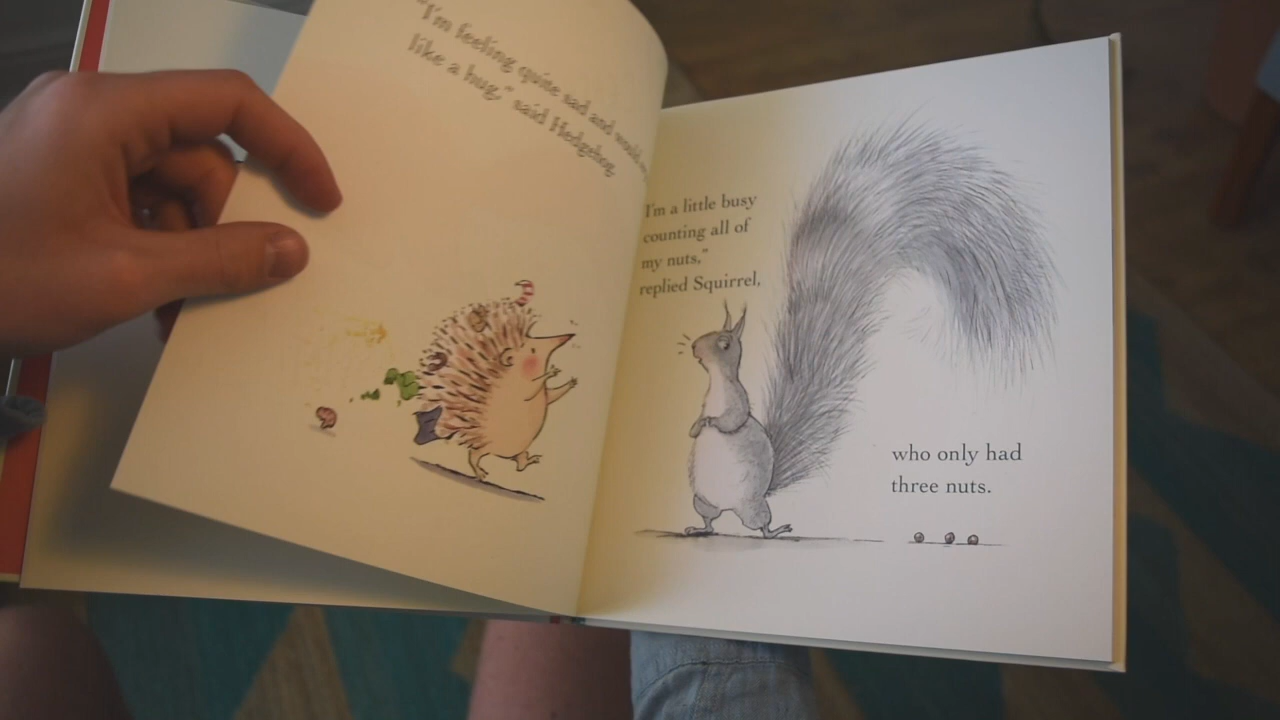 "I'm feeling quite sad and would
like a hug," said Hedgehog.
I'm a little busy
counting all of
my nuts,"
replied Squirrel,
who only had
three nuts.